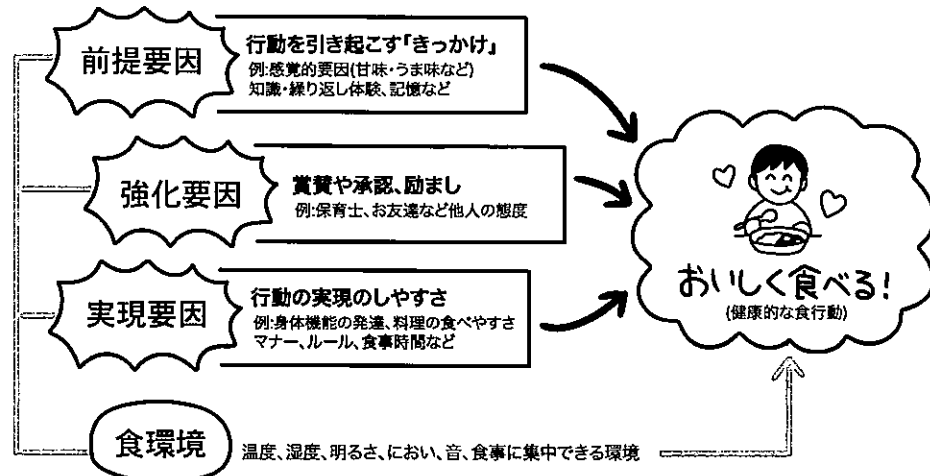 前提要因
行動を引き起こす「きっかけ」
例:感覚的要因(甘味・うま味など)
知識・繰り返し体験、記憶など
強化要因
賞賛や承認、励まし
例:保育士、お友達など他人の態度
実現要因
行動の実現のしやすさ
例:身体機能の発達、料理の食べやすさ
マナー、ルール、食事時間など
おいしく食べる!
(健康的な食行動)
食環境
温度、湿度、明るさ、におい、音、食事に集中できる環境